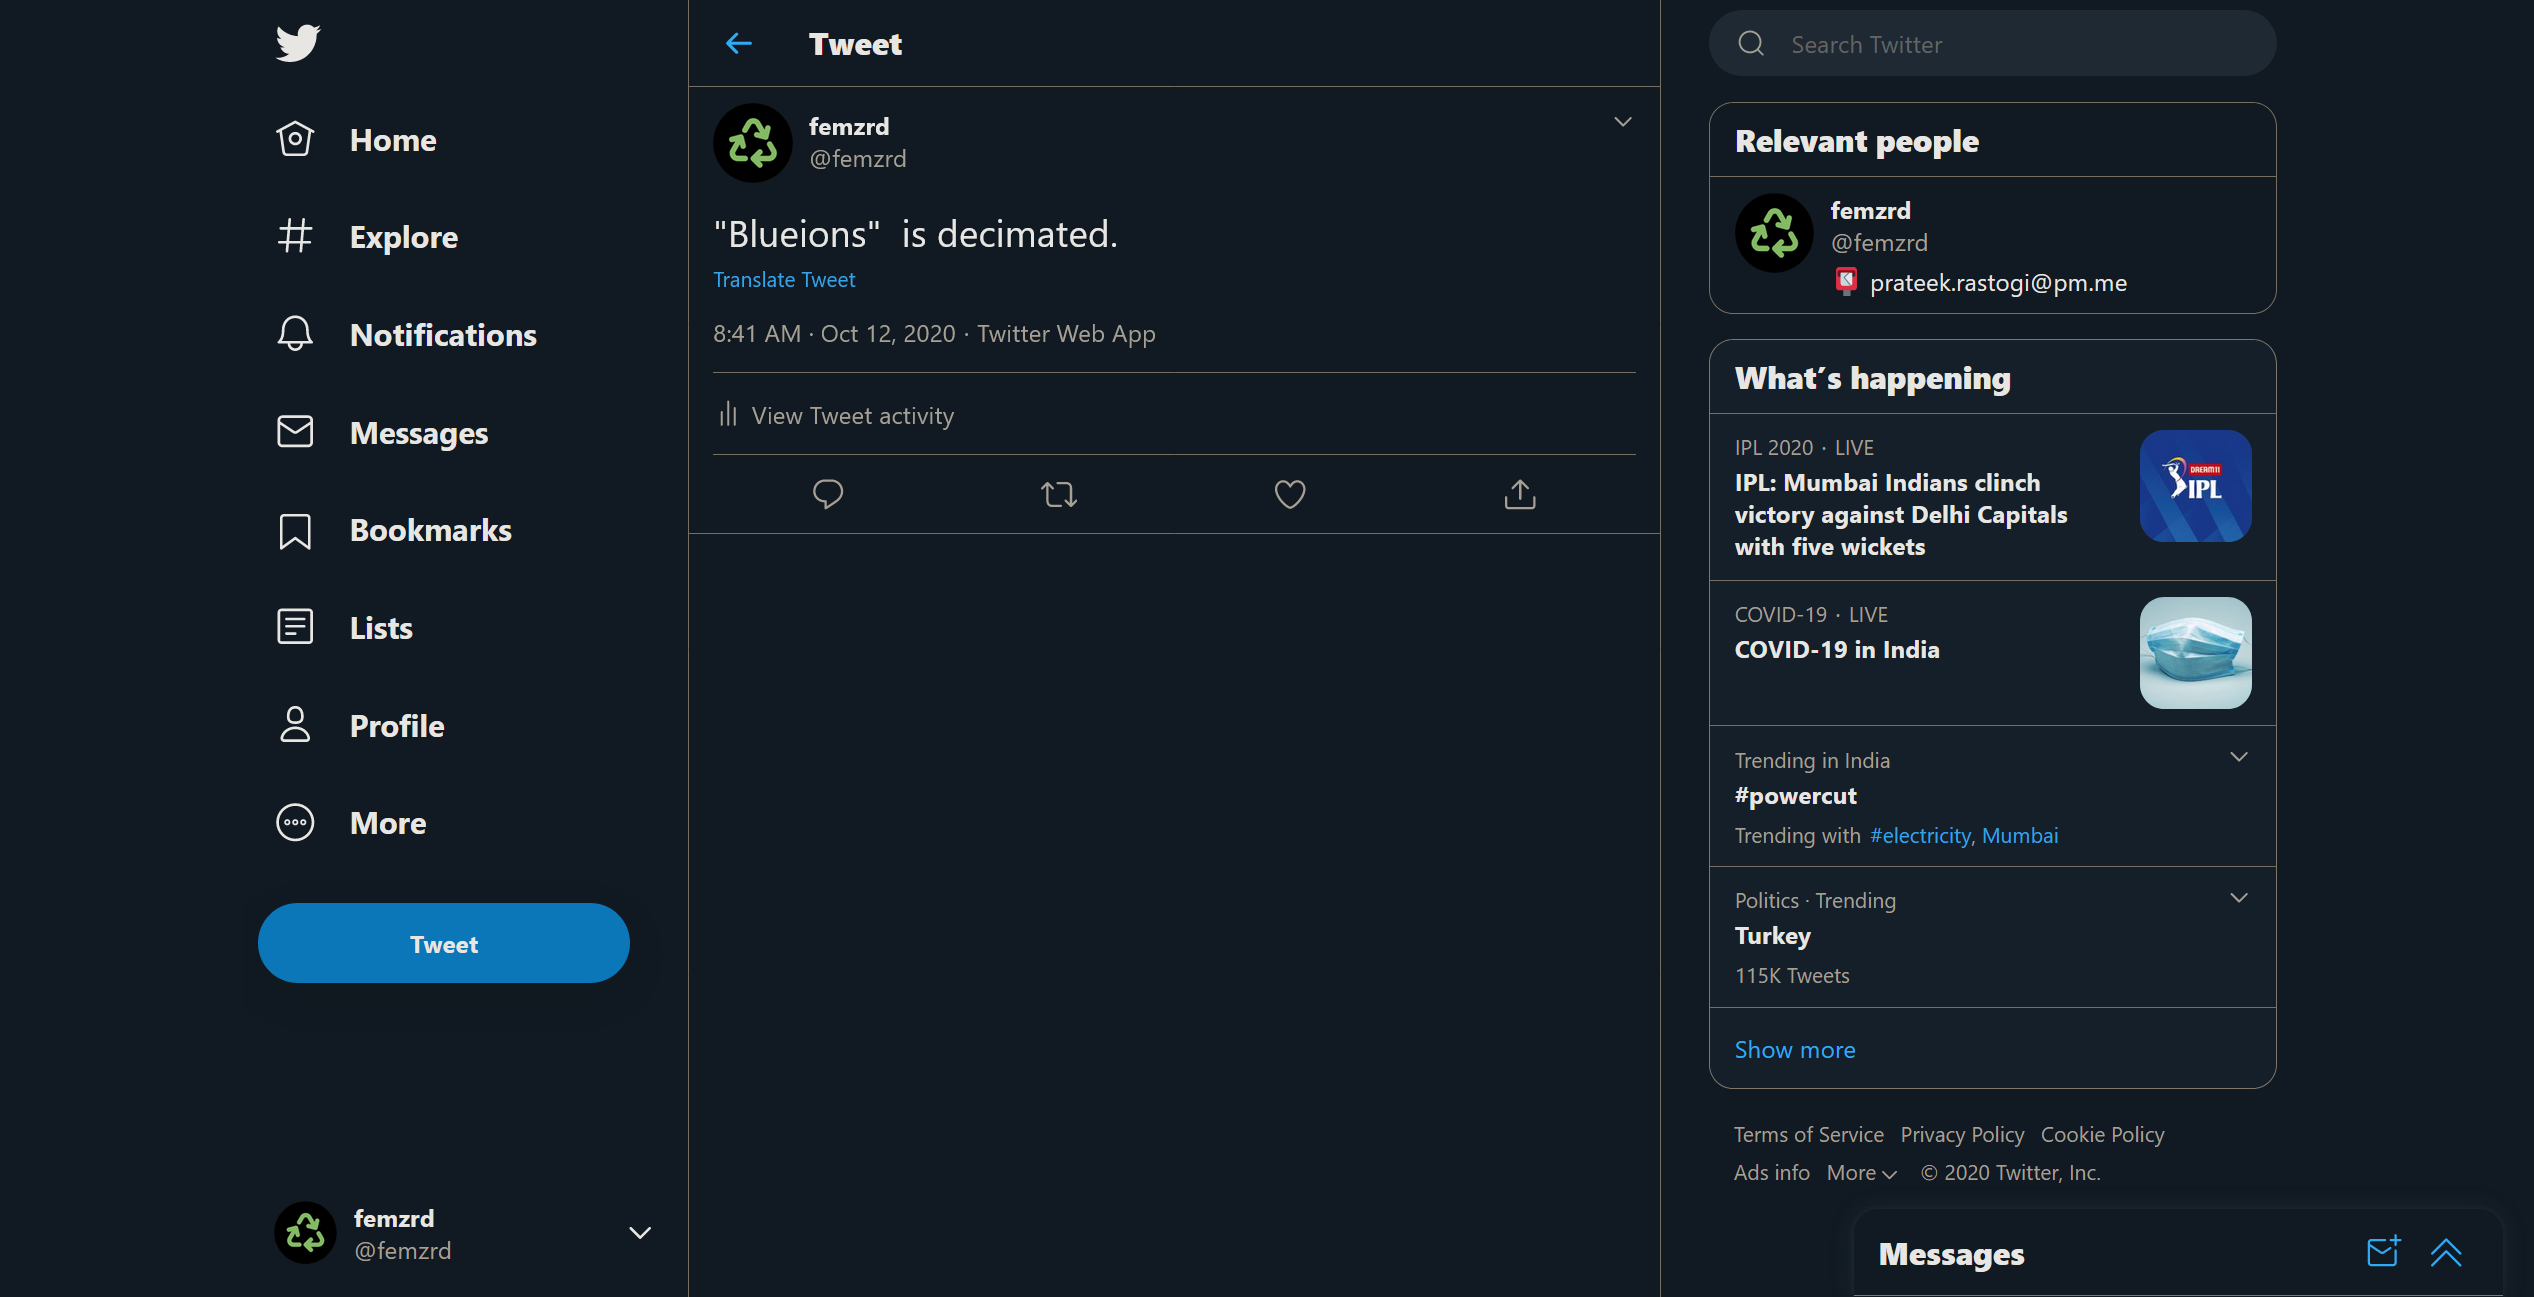 Home
Explore
Notifications
Messages
Bookmarks
Lists
Profile
More
Tweet
femzrd
@femzrd
Tweet
femzrd
@femzrd
"Blueions"  is decimated.
Translate Tweet
8:41 AM · Oct 12, 2020 · Twitter Web App
View Tweet activity
Search Twitter
Relevant people
femzrd
@femzrd
prateek.rastogi@pm.me
What's happening
IPL 2020 · LIVE
IPL: Mumbai Indians clinch
victory against Delhi Capitals
with five wickets
DREAM11
IPL
COVID-19 · LIVE
COVID-19 in India
Trending in India
#powercut
Trending with #electricity, Mumbai
Politics · Trending
Turkey
115K Tweets
Show more
Terms of Service Privacy Policy Cookie Policy
Ads info More © 2020 Twitter, Inc.
Messages